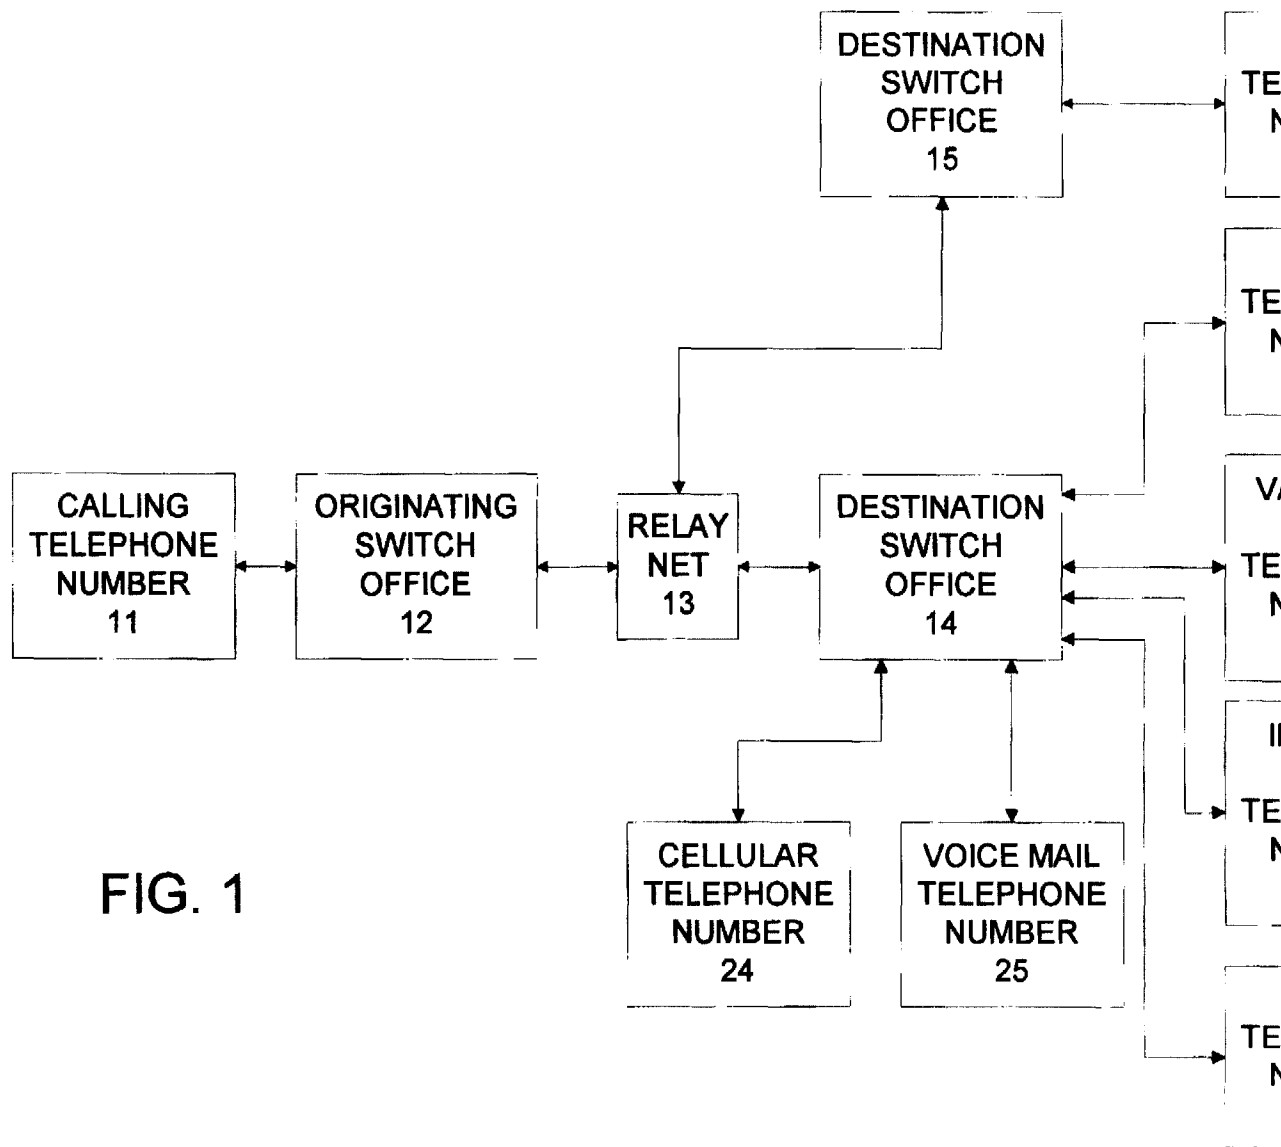 DESTINATION
SWITCH
OFFICE
15
CALLING
TELEPHONE
NUMBER
11
ORIGINATING
SWITCH
OFFICE
12
RELAY
NET
13
DESTINATION
SWITCH
OFFICE
14
CELLULAR
TELEPHONE
NUMBER
24
VOICE MAIL
TELEPHONE
NUMBER
25
FIG. 1